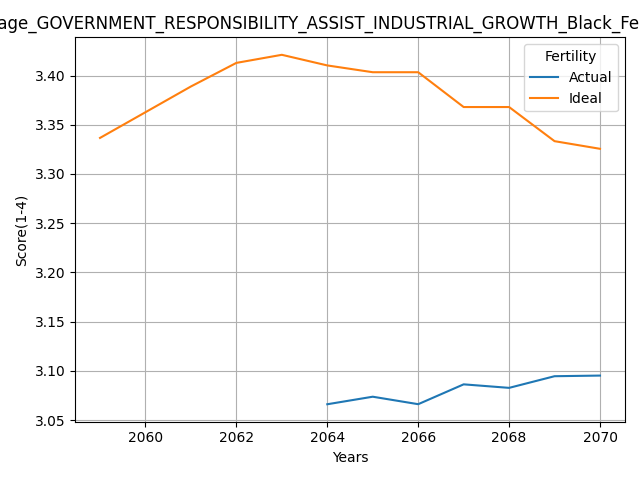 age_GOVERNMENT_RESPONSIBILITY_ASSIST_INDUSTRIAL_GROWTH_Black_Fe
Fertility
Actual
Ideal
3.40
3.35
3.30
3.25
3.20
3.15
3.10
3.05
Score(1-4)
2060 2062 2064 2066 2068 2070
Years